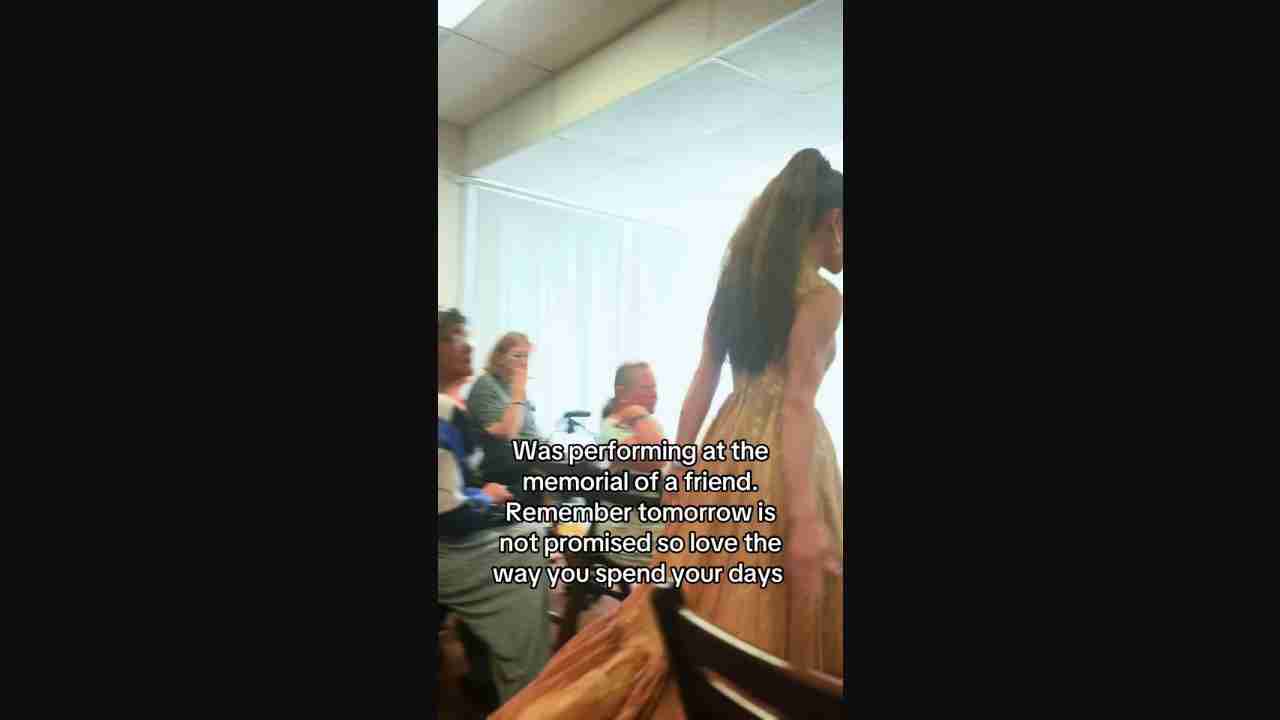 Was performing at the
memorial of a friend.
Remember tomorrow is
not promised so love the
way you spend your days